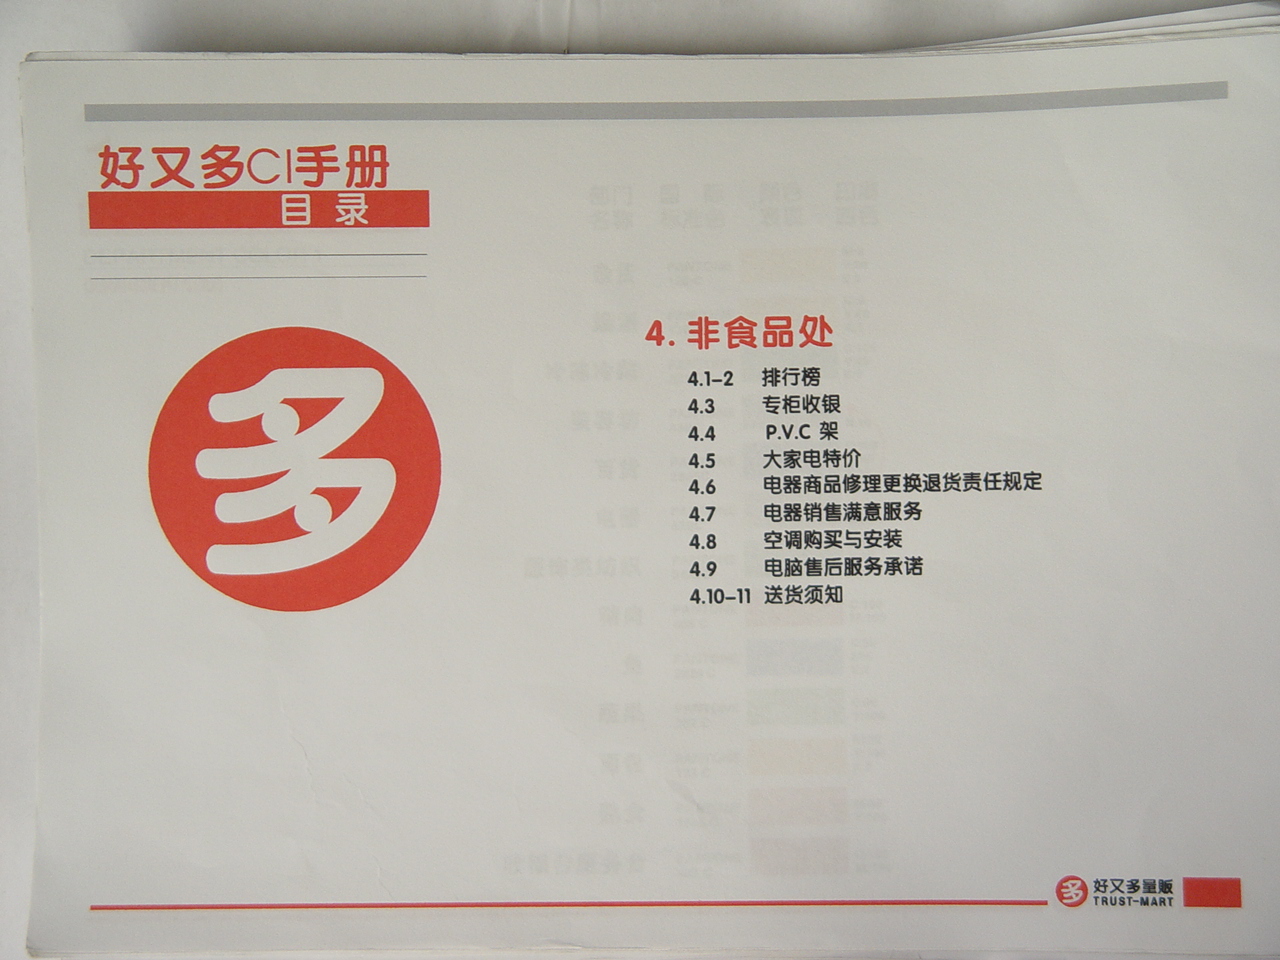 好又多CI手册
目录
多
4. 非食品处
4.1-2 排行榜
4.3 专柜收银
4.4 P.V.C 架
4.5 大家电特价
4.6 电器商品修理更换退货责任规定
4.7 电器销售满意服务
4.8 空调购买与安装
4.9 电脑售后服务承诺
4.10-11 送货须知
多 好又多量贩
TRUST-MART